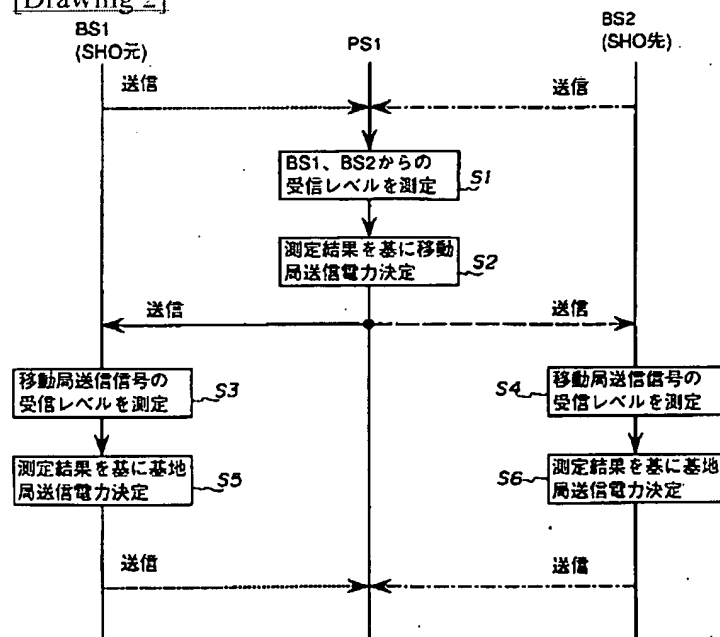 [Drawing 2]
BS1
(SHO元)
PS1
BS2
(SHO先)
送信
送信
BS1、BS2からの
受信レベルを測定
S1
測定結果を基に移動
局送信電力決定
S2
送信
送信
移動局送信信号の
受信レベルを測定
S3
S4
移動局送信信号の
受信レベルを測定
測定結果を基に基地
局送信電力決定
S5
S6
測定結果を基に基地
局送信電力決定
送信
送信